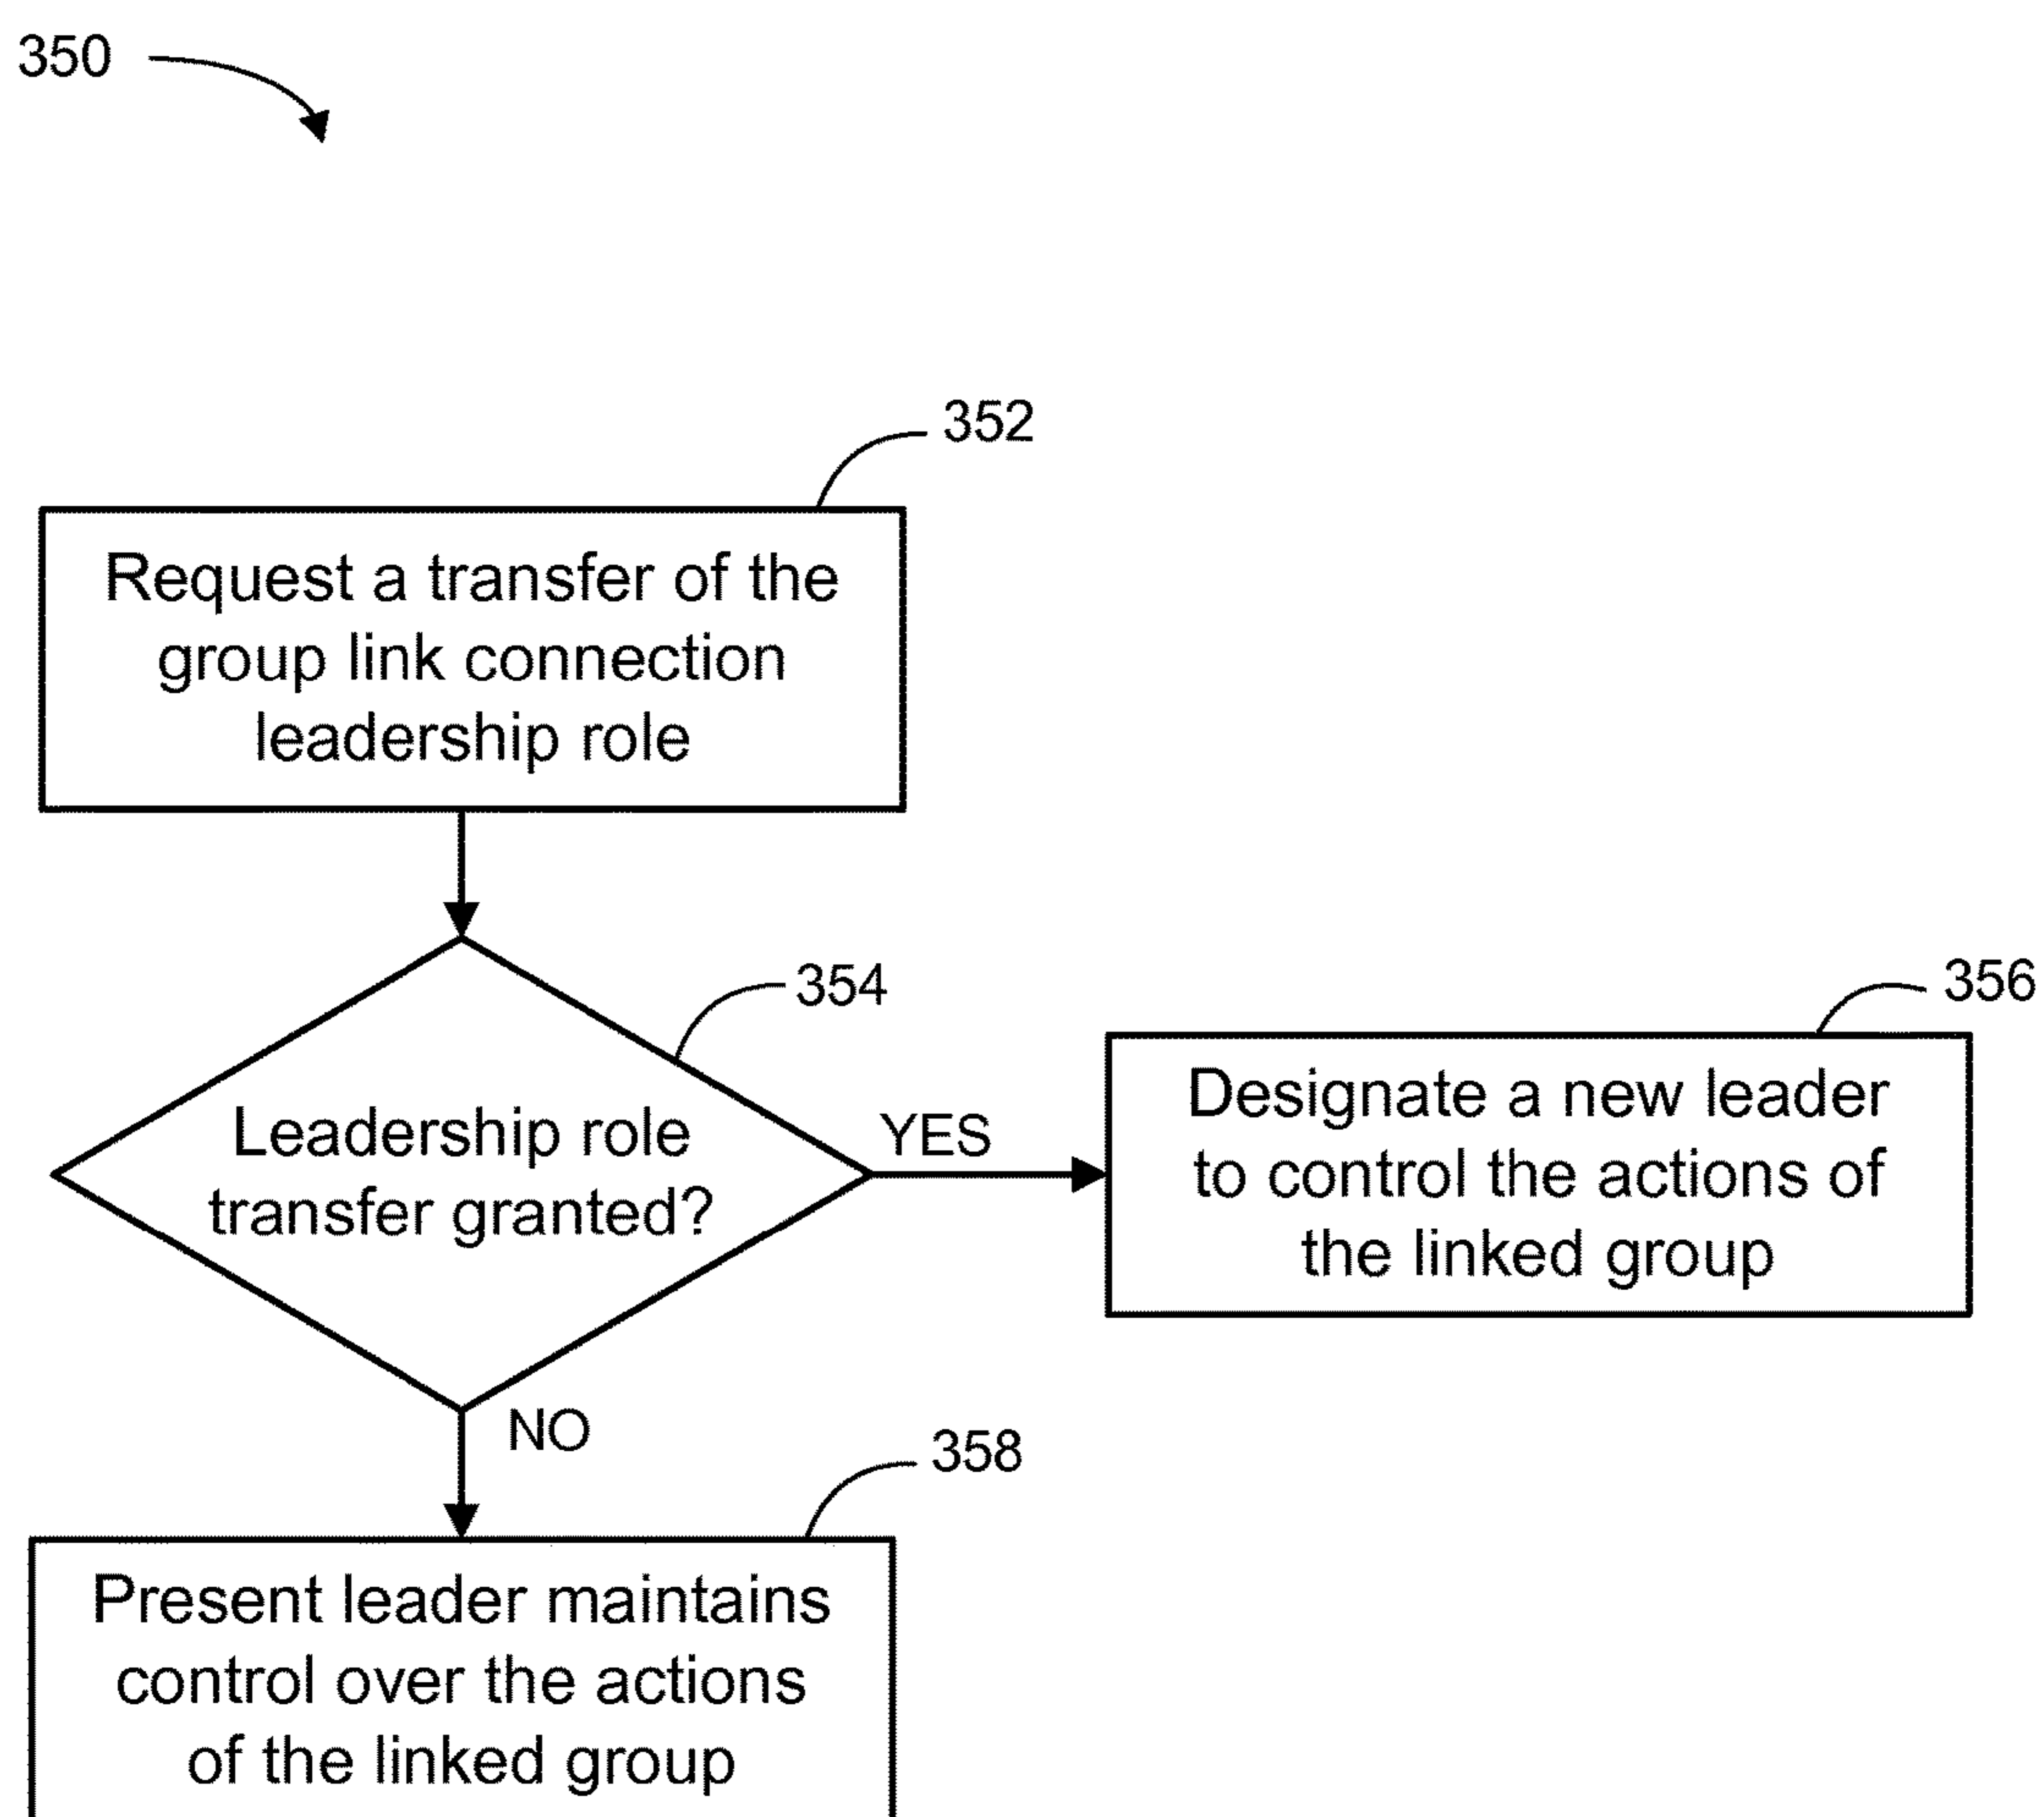 350
352
Request a transfer of the
group link connection
leadership role
354
Leadership role
transfer granted?
YES
356
Designate a new leader
to control the actions of
the linked group
NO
358
Present leader maintains
control over the actions
of the linked group